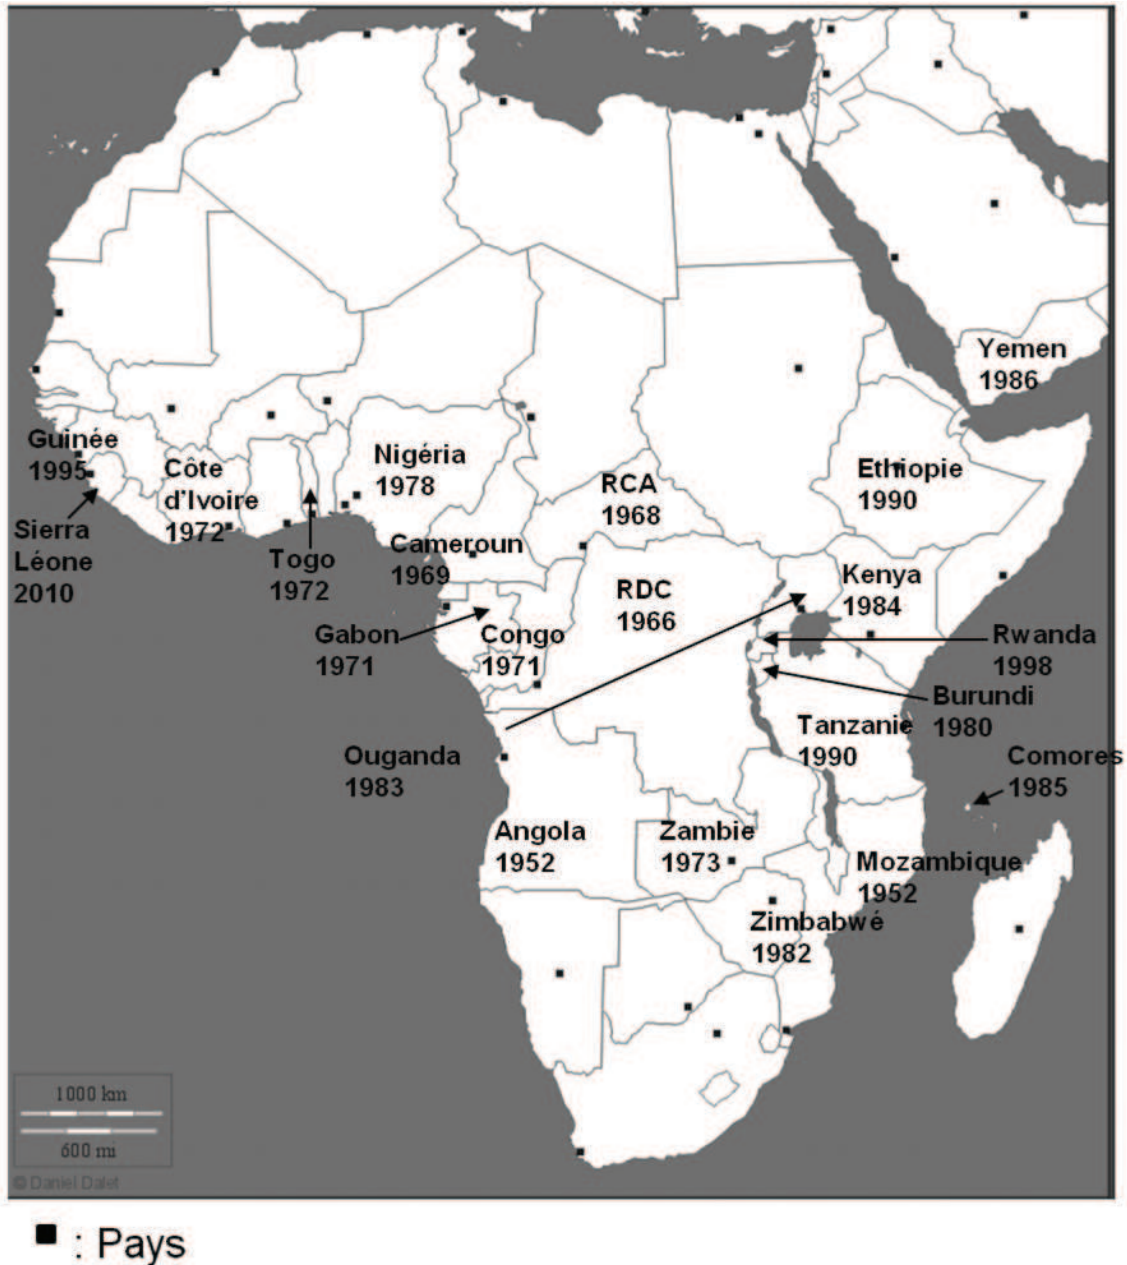 Yemen
1986
Guinée
1995
Côte
d'Ivoire
1972
Nigéria
1978
RCA
1968
Ethiopie
1990
Sierra
Léone
2010
Togo
1972
Cameroun
1969
RDC
1966
Kenya
1984
Gabon
1971
Congo
1971
Rwanda
1998
Burundi
1980
Ouganda
1983
Tanzanie
1990
Comores
1985
Angola
1952
Zambie
1973
Mozambique
1952
Zimbabwé
1982
1000 km
600 mi
© Daniel Dalet
: Pays